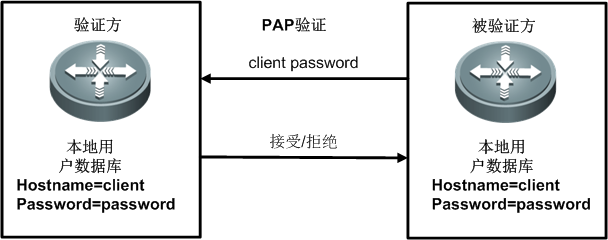 验证方
PAP验证
被验证方
client password
接受/拒绝
本地用
户数据库
Hostname=client
Password=password
本地用
户数据库
Hostname=client
Password=password